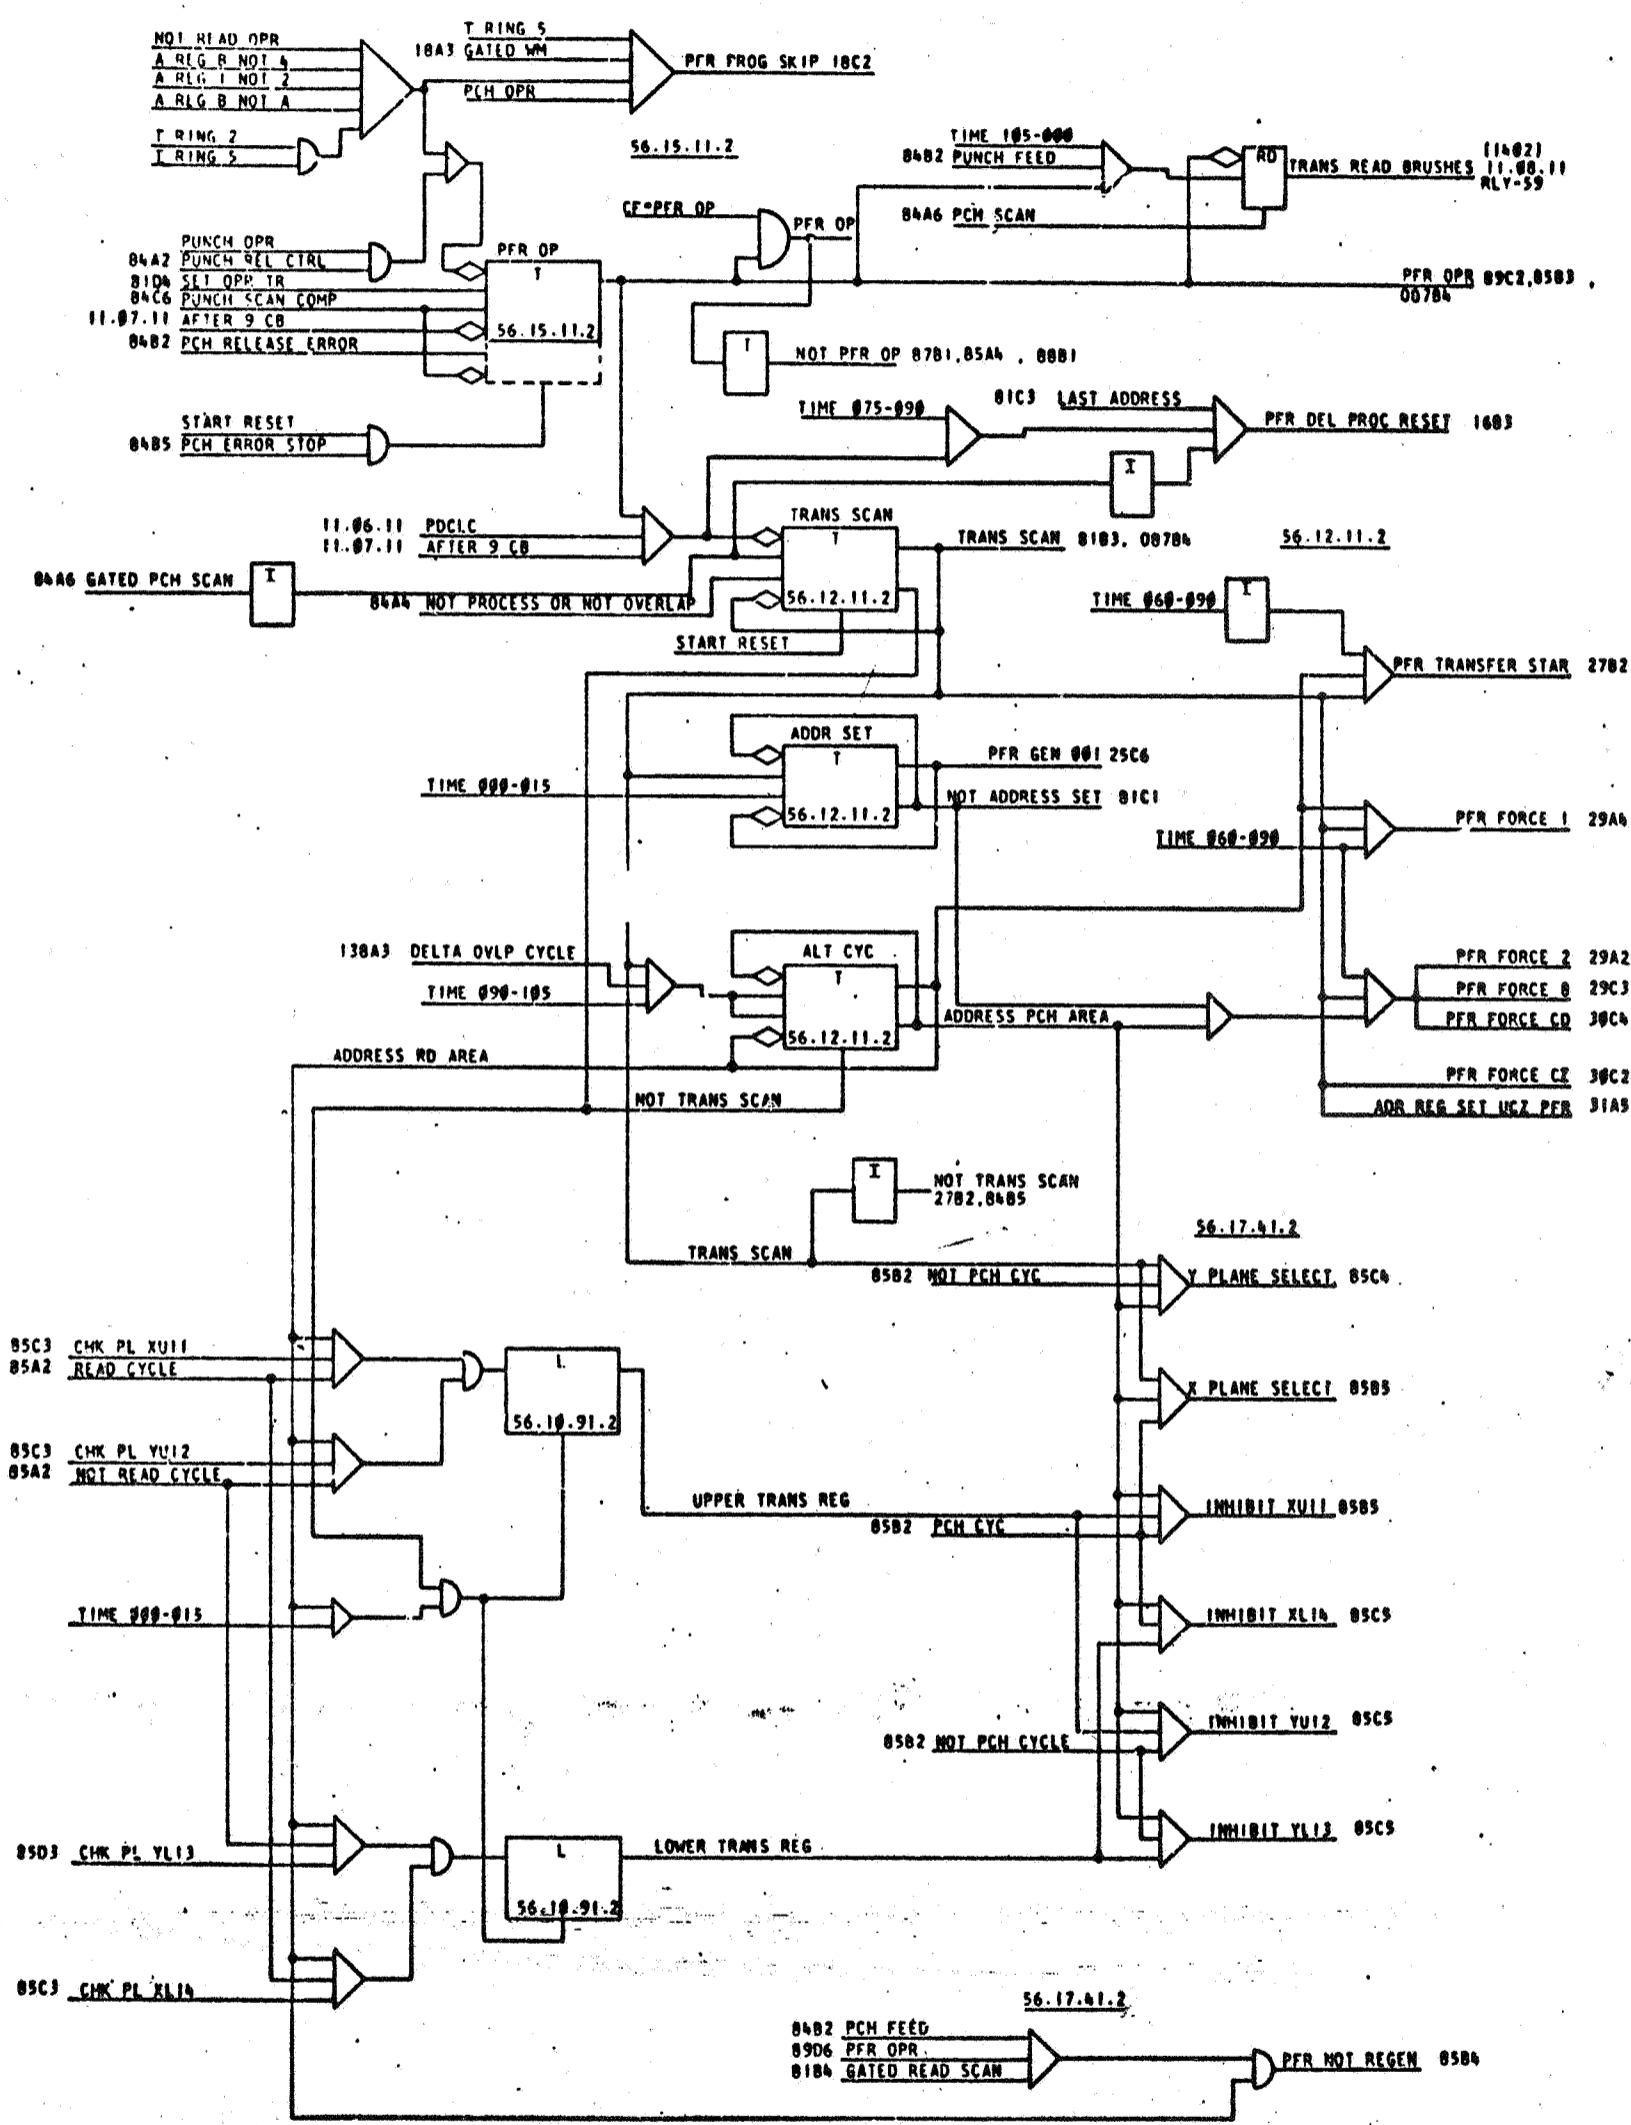 NOT READ OPR
A REG B NOT 4
A REG 1 NOT 2
A REG B NOT A
T RING 2
T RING 5
T RING 5
18A3 GATED WM
PCH OPR
PFR PROG SKIP 18C2
56.15.11.2
TIME 105-000
84B2 PUNCH FEED
84A6 PCH SCAN
RD
TRANS READ BRUSHES
[1402]
11.08.11
RLY-59
CF-PFR OP
PFR OP
PUNCH OPR
84A2 PUNCH REL CTRL
81D4 SET OPR TR
84C6 PUNCH SCAN COMP
11.07.11 AFTER 9 CB
84B2 PCH RELEASE ERROR
PFR OP
T
56.15.11.2
PFR OPR 89C2,85B3
00784
I
NOT PFR OP 87B1,85A4 , 88B1
START RESET
84B5 PCH ERROR STOP
TIME 075-090
81C3 LAST ADDRESS
PFR DEL PROC RESET 16B3
I
11.06.11 PDCLC
11.07.11 AFTER 9 CB
84A6 GATED PCH SCAN
I
84A4 NOT PROCESS OR NOT OVERLAP
TRANS SCAN
T
56.12.11.2
START RESET
TRANS SCAN 81B3, 08784
56.12.11.2
TIME 060-090
I
PFR TRANSFER STAR 27B2
ADDR SET
T
56.12.11.2
TIME 000-015
PFR GEN 001 25C6
NOT ADDRESS SET 81C1
TIME 060-090
PFR FORCE 1 29A4
138A3 DELTA OVLP CYCLE
TIME 090-105
ALT CYC
T
56.12.11.2
ADDRESS PCH AREA
PFR FORCE 2 29A2
PFR FORCE 8 29C3
PFR FORCE CD 30C4
ADDRESS RD AREA
NOT TRANS SCAN
PFR FORCE CZ 30C2
ADR REG SET UCZ PFR 31A5
I
NOT TRANS SCAN
27B2,84B5
56.17.41.2
TRANS SCAN
85B2 NOT PCH CYC
Y PLANE SELECT 85C4
85C3 CHK PL XU11
85A2 READ CYCLE
L
56.10.91.2
X PLANE SELECT 85B5
85C3 CHK PL YU12
85A2 NOT READ CYCLE
UPPER TRANS REG
85B2 PCH CYC
INHIBIT XU11 85B5
TIME 000-015
INHIBIT XL14 85C5
INHIBIT YU12 85C5
85B2 NOT PCH CYCLE
85D3 CHK PL YL13
L
56.10.91.2
LOWER TRANS REG
INHIBIT YL13 85C5
85C3 CHK PL XL14
56.17.41.2
84B2 PCH FEED
89D6 PFR OPR
81B4 GATED READ SCAN
PFR NOT REGEN 85B4